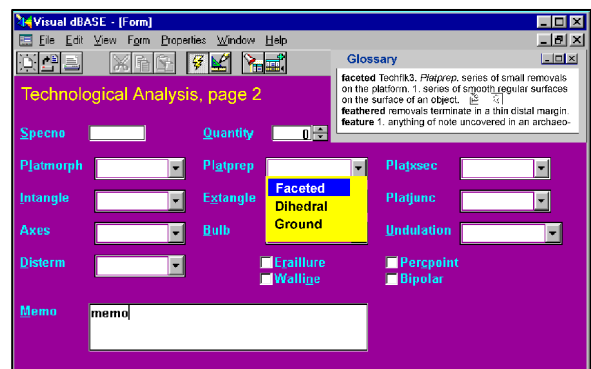 Visual dBASE - [Form]
File Edit View Form Properties Window Help
Glossary
faceted Techflk3. Platprep. series of small removals
on the platform. 1. series of smooth regular surfaces
on the surface of an object.
feathered removals terminate in a thin distal margin.
feature 1. anything of note uncovered in an archaeo-
Technological Analysis, page 2
Specno Quantity 0
Platmorph Platprep Platxsec
Faceted
Dihedral
Ground
Intangle Extangle Platjunc
Axes Bulb Undulation
Disterm Eraillure Percpoint
Walline Bipolar
Memo memo